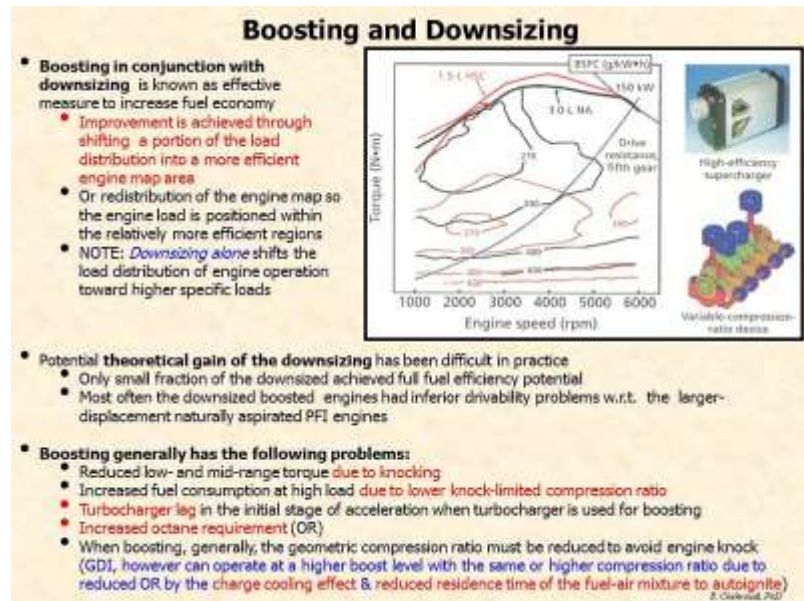 Boosting and Downsizing
• Boosting in conjunction with
downsizing is known as effective
measure to increase fuel economy
• Improvement is achieved through
shifting a portion of the load
distribution into a more efficient
engine map area
• Or redistribution of the engine map so
the engine load is positioned within
the relatively more efficient regions
• NOTE: Downsizing alone shifts the
load distribution of engine operation
toward higher specific loads
BSFC (g/kW•h)
150 kW
3.0-L NA
Drive
resistance,
fifth gear
270
270
Torque (N•m)
1000 2000 3000 4000 5000 6000
Engine speed (rpm)
High-efficiency
supercharger
Variable-compression-
ratio device
• Potential theoretical gain of the downsizing has been difficult in practice
• Only small fraction of the downsized achieved full fuel efficiency potential
• Most often the downsized boosted engines had inferior drivability problems w.r.t. the larger-
displacement naturally aspirated PFI engines
• Boosting generally has the following problems:
• Reduced low- and mid-range torque due to knocking
• Increased fuel consumption at high load due to lower knock-limited compression ratio
• Turbocharger lag in the initial stage of acceleration when turbocharger is used for boosting
• Increased octane requirement (OR)
• When boosting, generally, the geometric compression ratio must be reduced to avoid engine knock
(GDI, however can operate at a higher boost level with the same or higher compression ratio due to
reduced OR by the charge cooling effect & reduced residence time of the fuel-air mixture to autoignite)